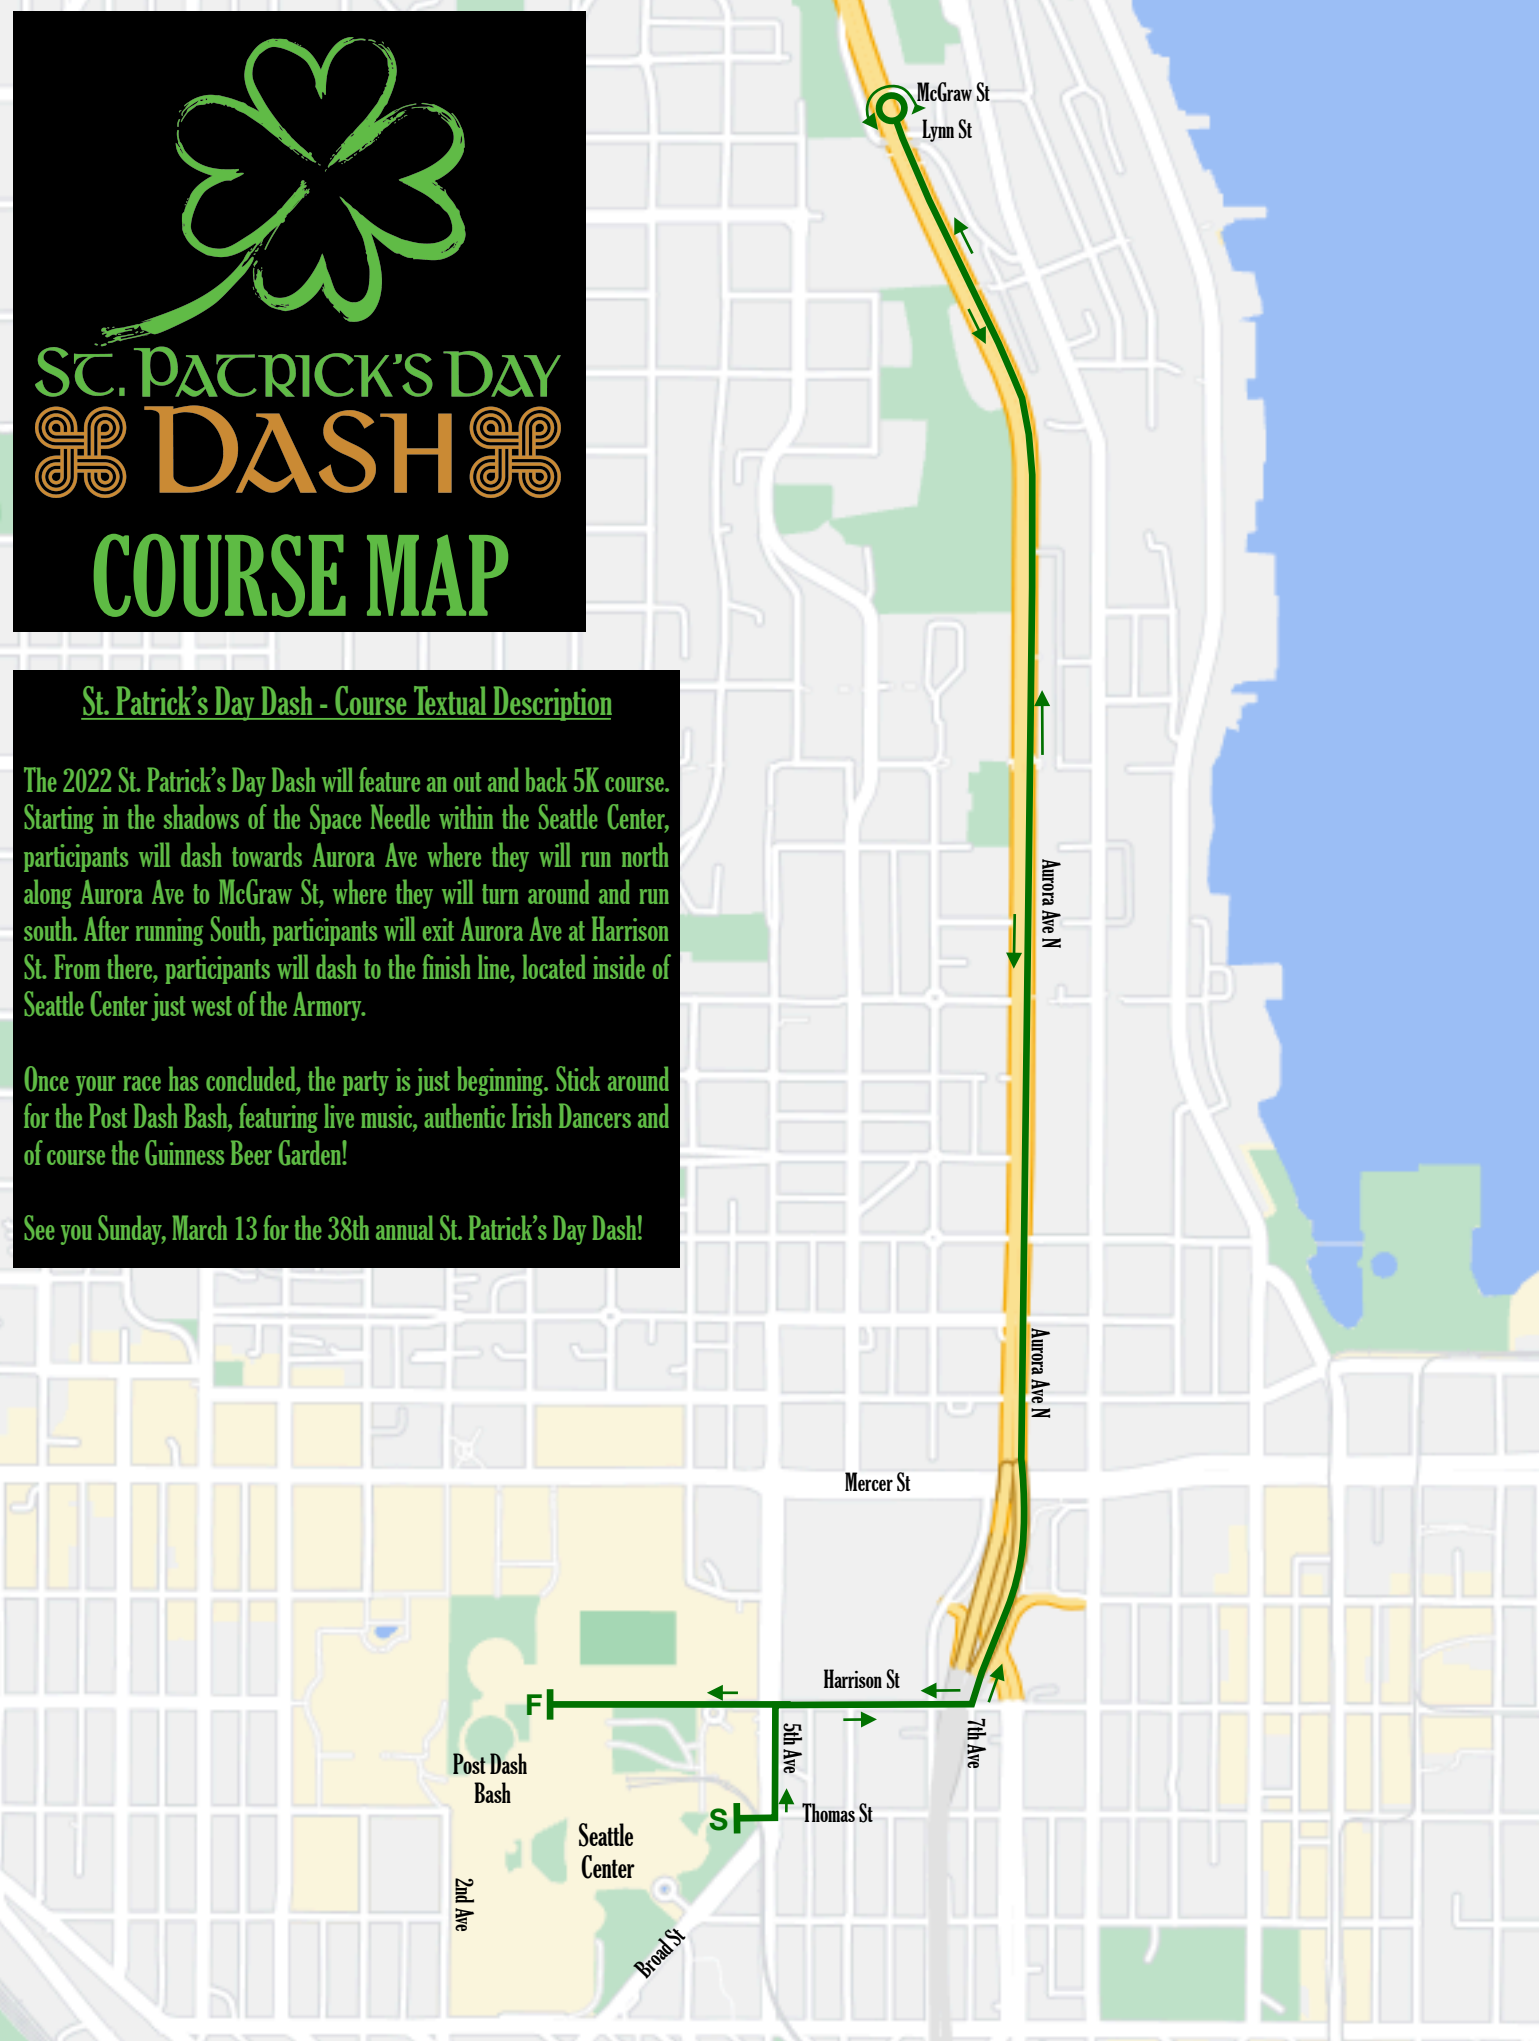 St. Patrick's Day
Dash
COURSE MAP
St. Patrick's Day Dash - Course Textual Description
The 2022 St. Patrick's Day Dash will feature an out and back 5K course.
Starting in the shadows of the Space Needle within the Seattle Center,
participants will dash towards Aurora Ave where they will run north
along Aurora Ave to McGraw St, where they will turn around and run
south. After running South, participants will exit Aurora Ave at Harrison
St. From there, participants will dash to the finish line, located inside of
Seattle Center just west of the Armory.
Once your race has concluded, the party is just beginning. Stick around
for the Post Dash Bash, featuring live music, authentic Irish Dancers and
of course the Guinness Beer Garden!
See you Sunday, March 13 for the 38th annual St. Patrick's Day Dash!
McGraw St
Lynn St
Aurora Ave N
Aurora Ave N
Mercer St
Harrison St
F
5th Ave
7th Ave
Post Dash
Bash
S
Thomas St
Seattle
Center
2nd Ave
Broad St